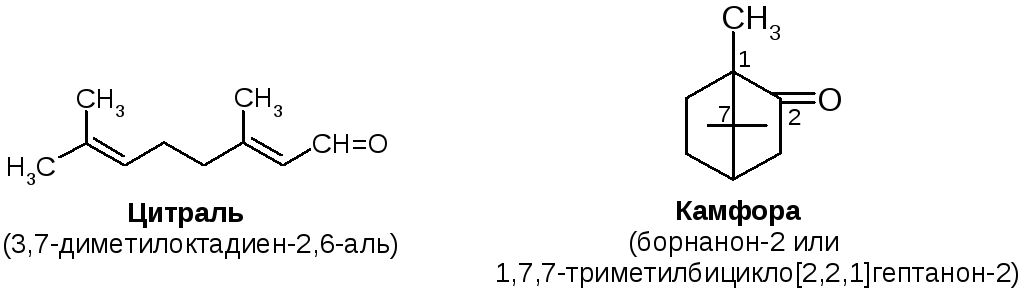 CH3
CH3
H3C
CH=O
Цитраль
(3,7-диметилоктадиен-2,6-аль)
CH3
1
7
O
2
Камфора
(борнанон-2 или
1,7,7-триметилбицикло[2,2,1]гептанон-2)